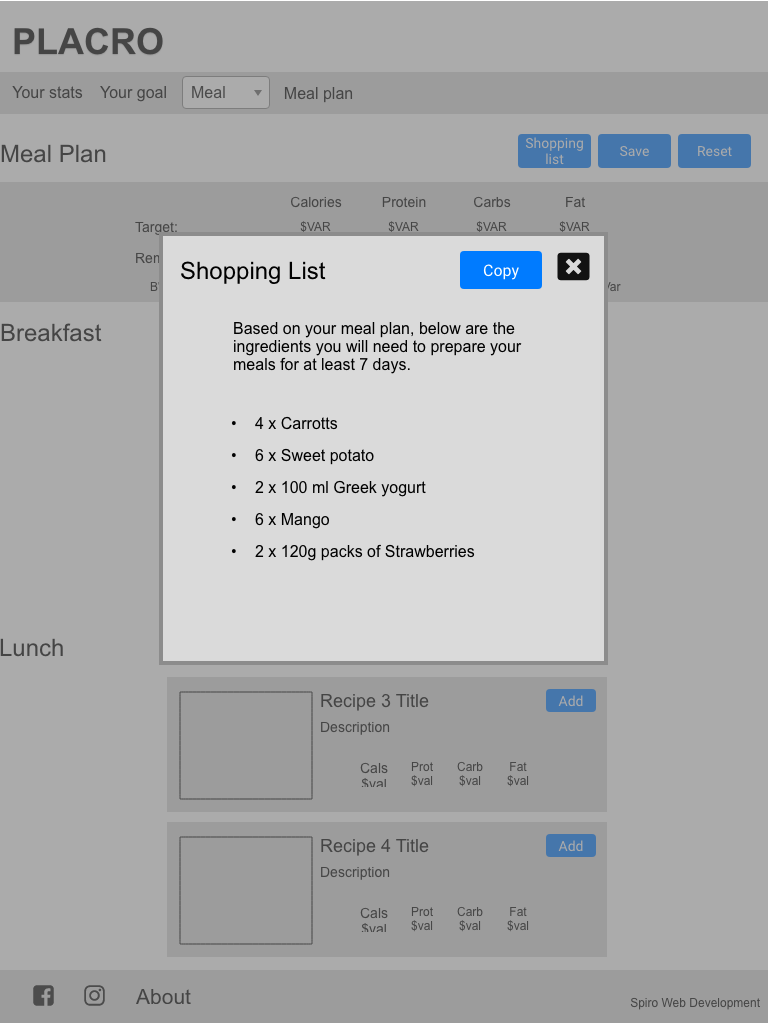 PLACRO
Your stats Your goal Meal Meal plan
Meal Plan
Shopping
list
Save Reset
Calories Protein Carbs Fat
Target: $VAR $VAR $VAR $VAR
Shopping List Copy
Based on your meal plan, below are the
ingredients you will need to prepare your
meals for at least 7 days.
• 4 x Carrotts
• 6 x Sweet potato
• 2 x 100 ml Greek yogurt
• 6 x Mango
• 2 x 120g packs of Strawberries
Breakfast
Lunch
Recipe 3 Title Add
Description
Cals Prot Carb Fat
$val $val $val $val
Recipe 4 Title Add
Description
Cals Prot Carb Fat
$val $val $val $val
About
Spiro Web Development